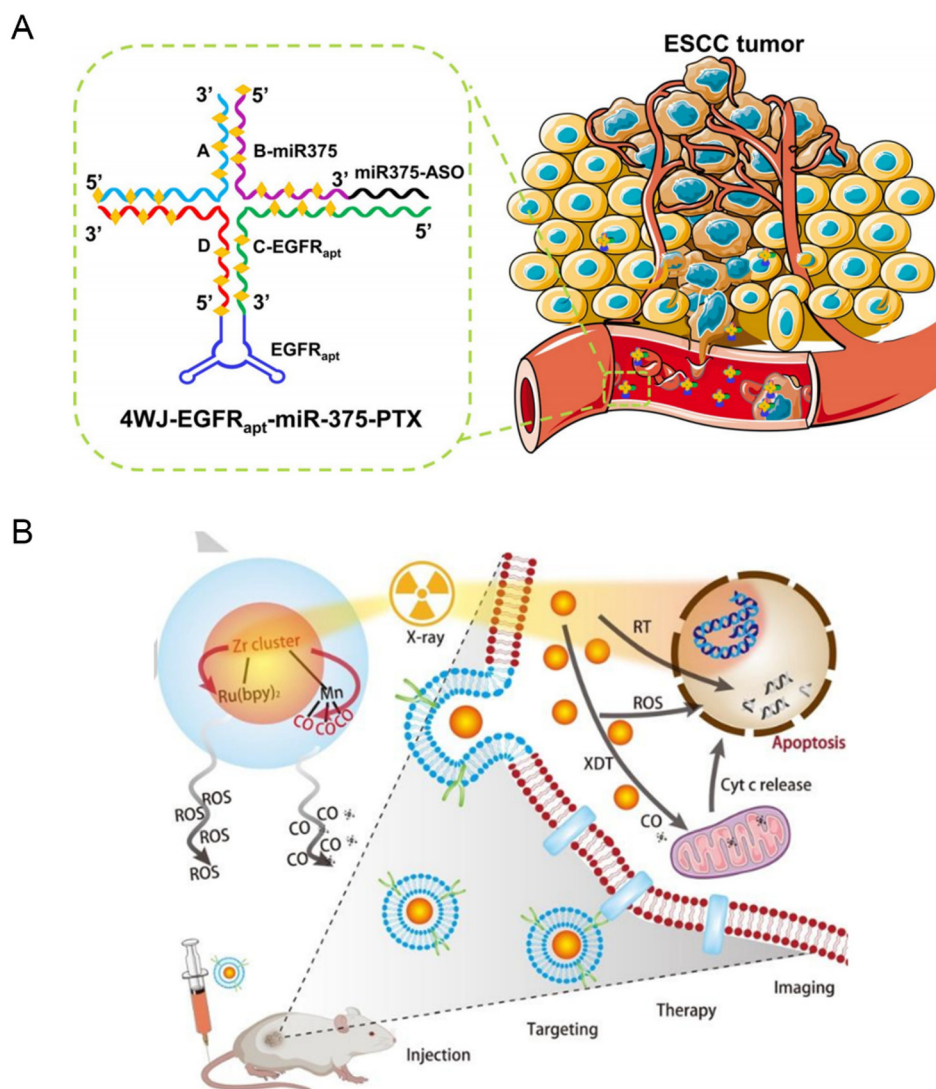 A
ESCC tumor
3’ 5’
A B-miR375
5’ 3’ miR375-ASO
3’ D C-EGFRapt 5’
5’ 3’
EGFRapt
4WJ-EGFRapt-miR-375-PTX
B
Zr cluster
X-ray
RT
Ru(bpy)2
Mn
CO CO CO
ROS
Apoptosis
XDT
Cyt c release
ROS
ROS
ROS
ROS
CO
CO
CO
CO
CO
CO
Imaging
Therapy
Targeting
Injection